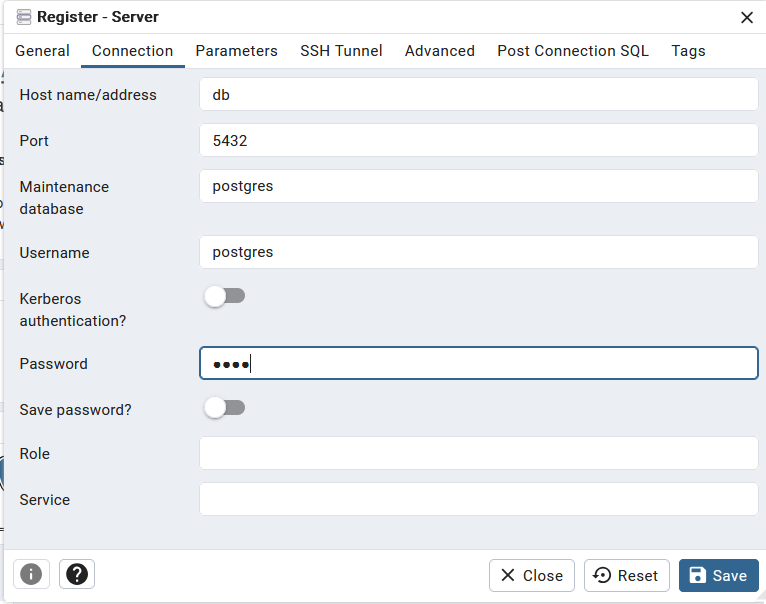 Register - Server
General Connection Parameters SSH Tunnel Advanced Post Connection SQL Tags
Host name/address db
Port 5432
Maintenance
database
postgres
Username postgres
Kerberos
authentication?
Password ••••
Save password?
Role
Service
Close Reset Save